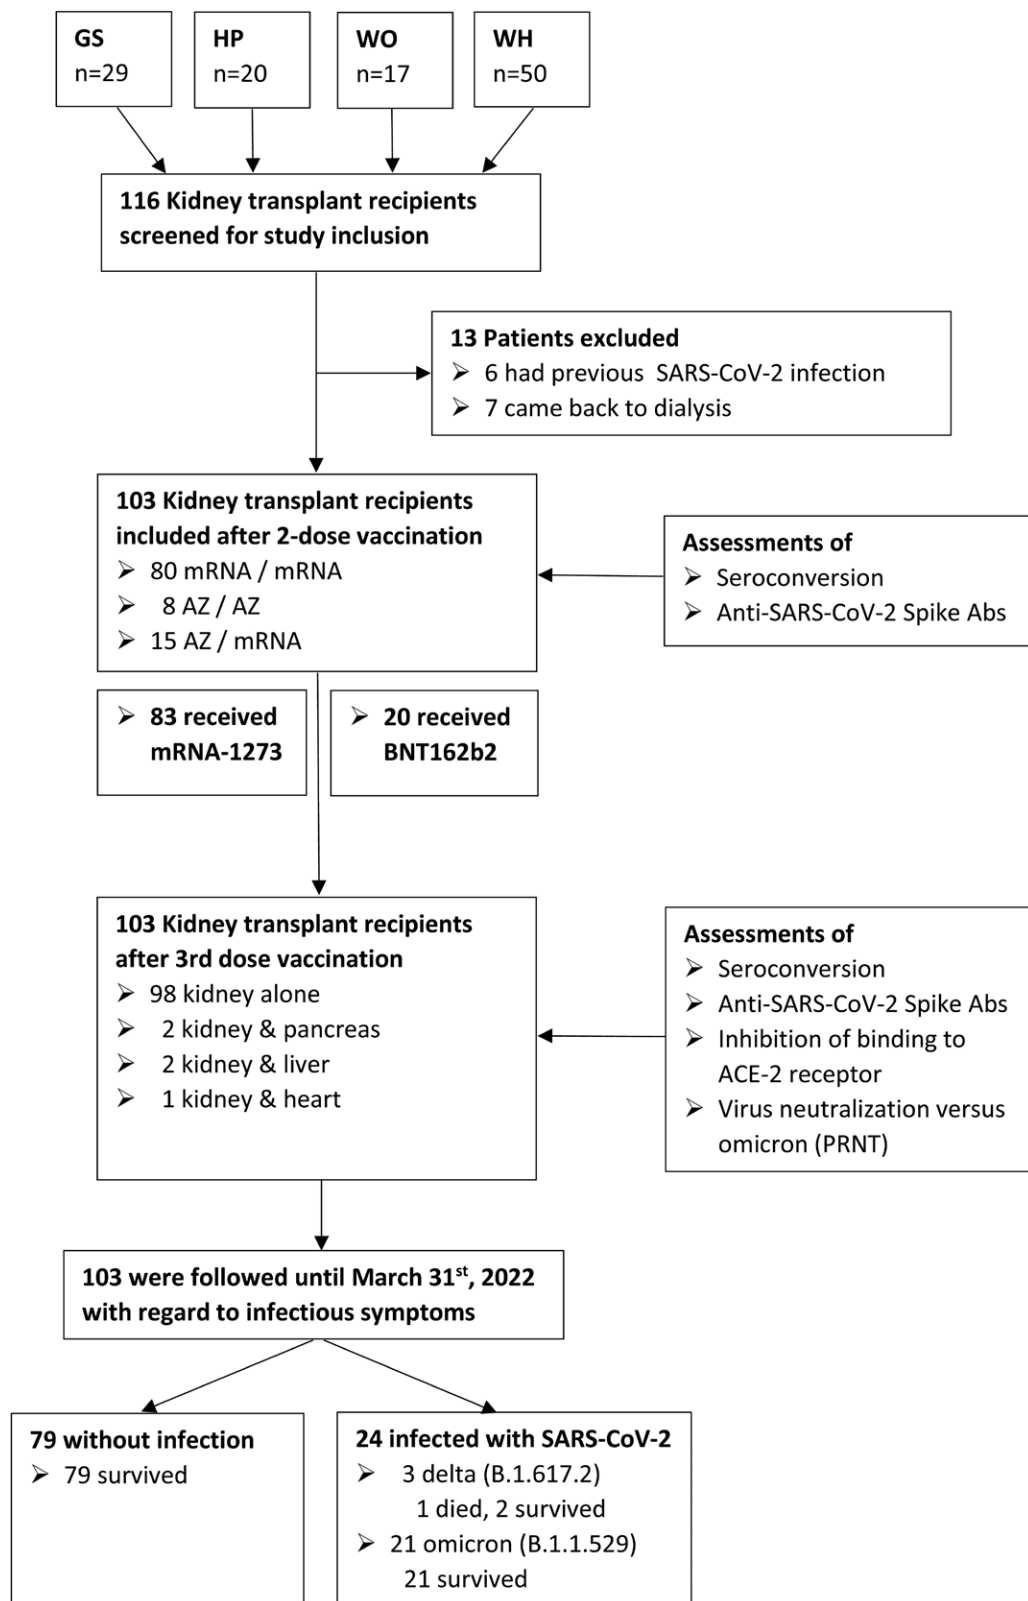 GS
n=29
HP
n=20
WO
n=17
WH
n=50
116 Kidney transplant recipients
screened for study inclusion
13 Patients excluded
➢ 6 had previous SARS-CoV-2 infection
➢ 7 came back to dialysis
103 Kidney transplant recipients
included after 2-dose vaccination
➢ 80 mRNA / mRNA
➢ 8 AZ / AZ
➢ 15 AZ / mRNA
Assessments of
➢ Seroconversion
➢ Anti-SARS-CoV-2 Spike Abs
➢ 83 received
mRNA-1273
➢ 20 received
BNT162b2
103 Kidney transplant recipients
after 3rd dose vaccination
➢ 98 kidney alone
➢ 2 kidney & pancreas
➢ 2 kidney & liver
➢ 1 kidney & heart
Assessments of
➢ Seroconversion
➢ Anti-SARS-CoV-2 Spike Abs
➢ Inhibition of binding to
ACE-2 receptor
➢ Virus neutralization versus
omicron (PRNT)
103 were followed until March 31st, 2022
with regard to infectious symptoms
79 without infection
➢ 79 survived
24 infected with SARS-CoV-2
➢ 3 delta (B.1.617.2)
1 died, 2 survived
➢ 21 omicron (B.1.1.529)
21 survived